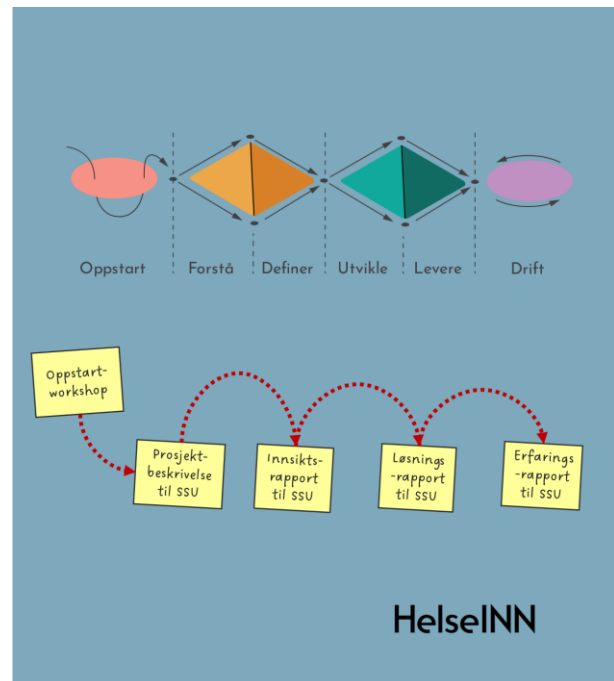 Oppstart
Forstå
Definer
Utvikle
Levere
Drift
Oppstart-
workshop
Prosjekt-
beskrivelse
til SSU
Innsikts-
rapport
til SSU
Løsnings
-rapport
til SSU
Erfarings
-rapport
til SSU
HelseINN